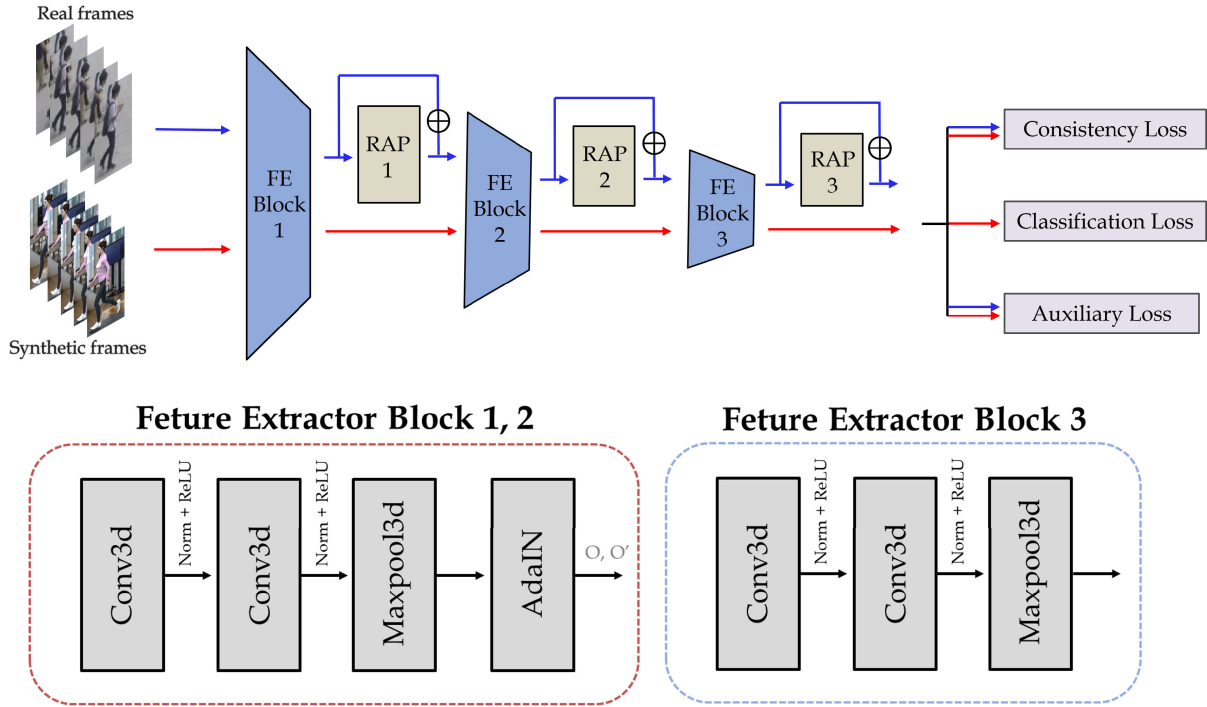 Real frames
Synthetic frames
FE
Block
1
RAP
1
FE
Block
2
RAP
2
FE
Block
3
RAP
3
Consistency Loss
Classification Loss
Auxiliary Loss
Feture Extractor Block 1, 2
Conv3d
Norm + ReLU
Conv3d
Norm + ReLU
Maxpool3d
AdaIN
O, O'
Feture Extractor Block 3
Conv3d
Norm + ReLU
Conv3d
Norm + ReLU
Maxpool3d